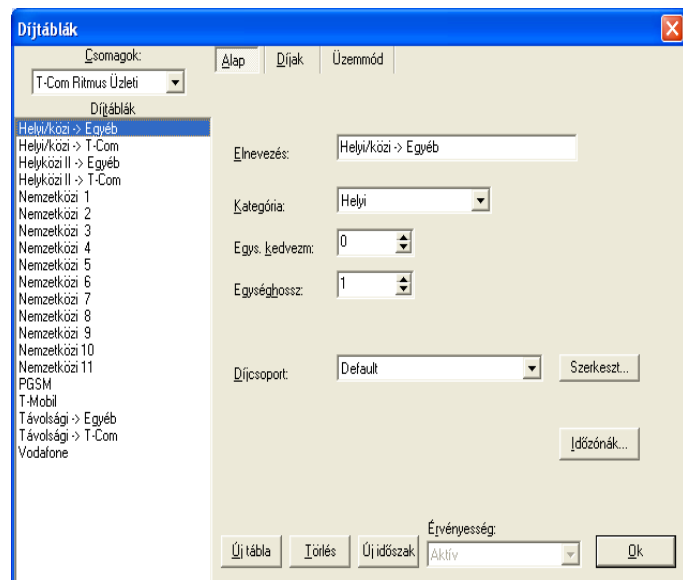 Díjtáblák
Csomagok:
T-Com Ritmus Üzleti
Díjtáblák
Helyi/közi -> Egyéb
Helyi/közi -> T-Com
Helyközi II -> Egyéb
Helyközi II -> T-Com
Nemzetközi 1
Nemzetközi 2
Nemzetközi 3
Nemzetközi 4
Nemzetközi 5
Nemzetközi 6
Nemzetközi 7
Nemzetközi 8
Nemzetközi 9
Nemzetközi 10
Nemzetközi 11
PGSM
T-Mobil
Távolsági -> Egyéb
Távolsági -> T-Com
Vodafone
Alap Díjak Üzemmód
Elnevezés: Helyi/közi -> Egyéb
Kategória: Helyi
Egys. kedvezm: 0
Egységhossz: 1
Díjcsoport: Default Szerkeszt...
Időzónák...
Érvényesség:
Új tábla Törlés Új időszak Aktív Ok